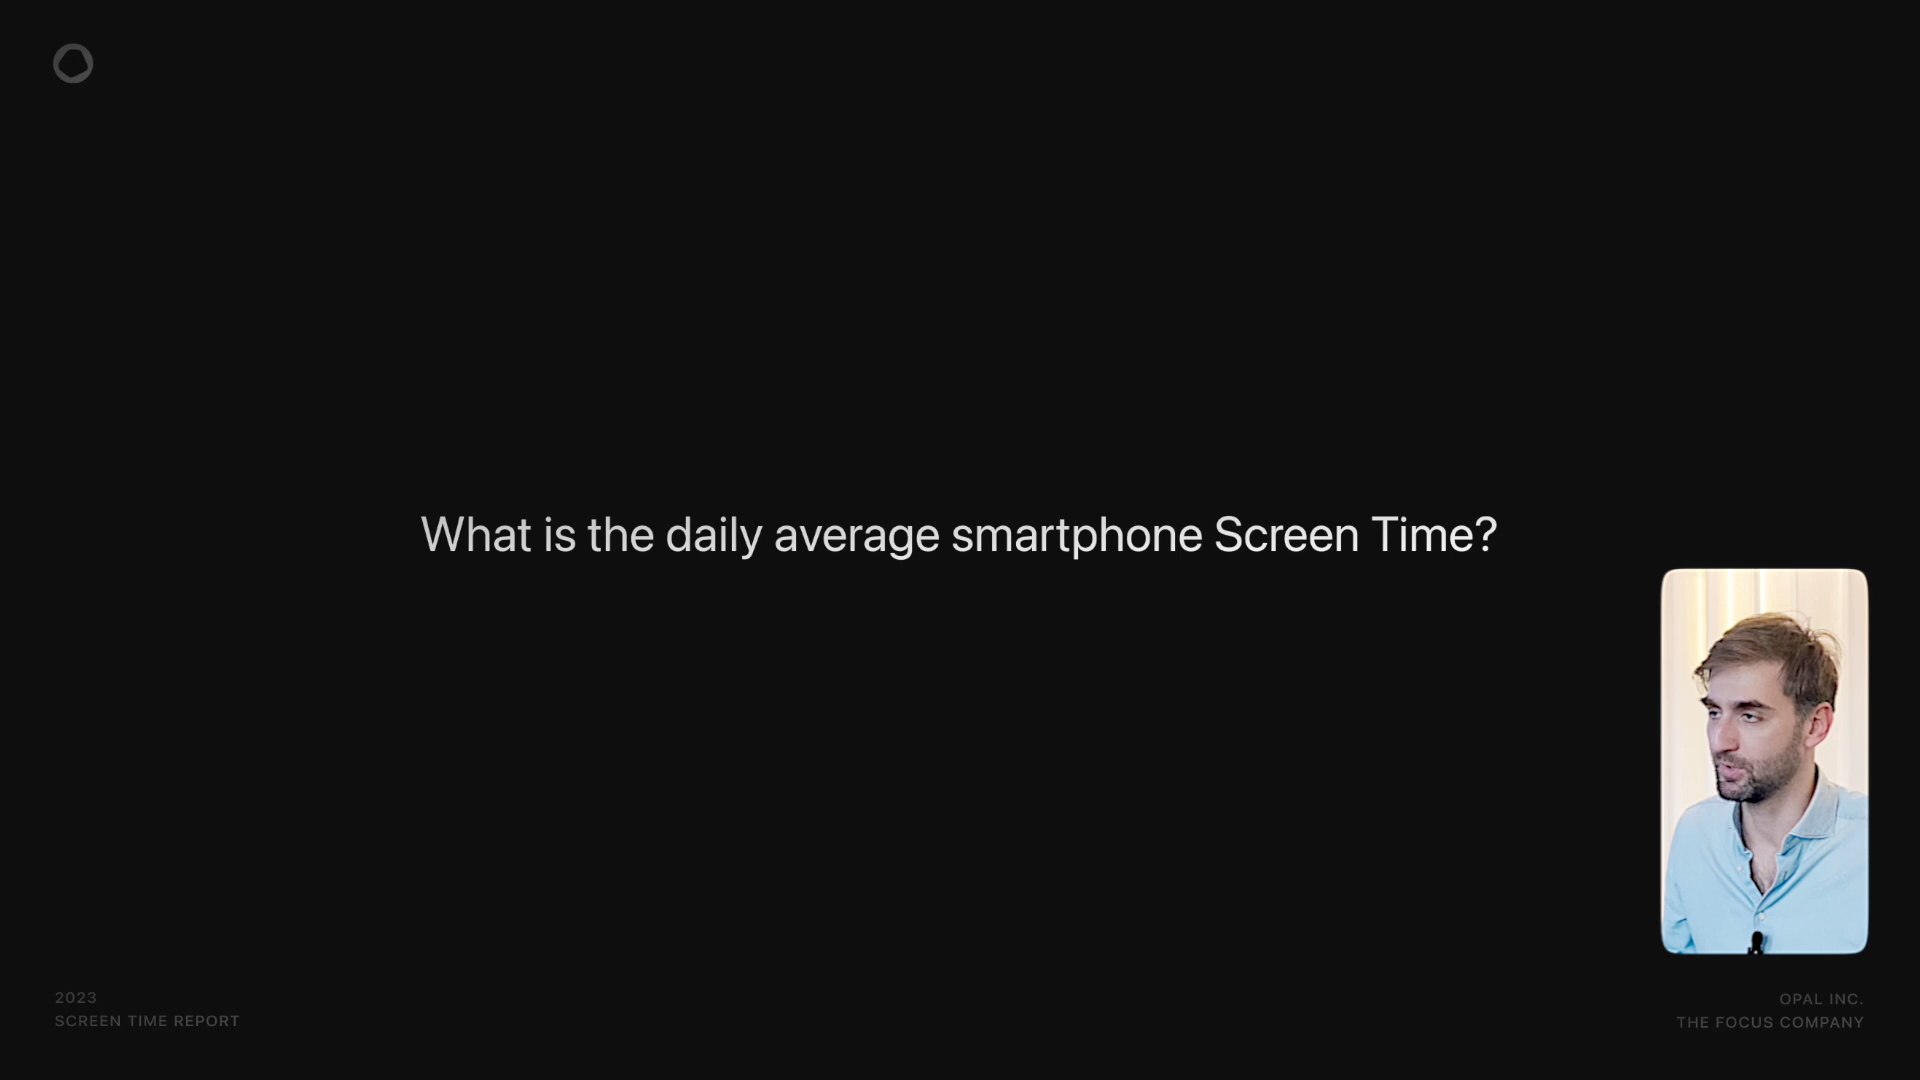 What is the daily average smartphone Screen Time?
2023
SCREEN TIME REPORT
OPAL INC.
THE FOCUS COMPANY